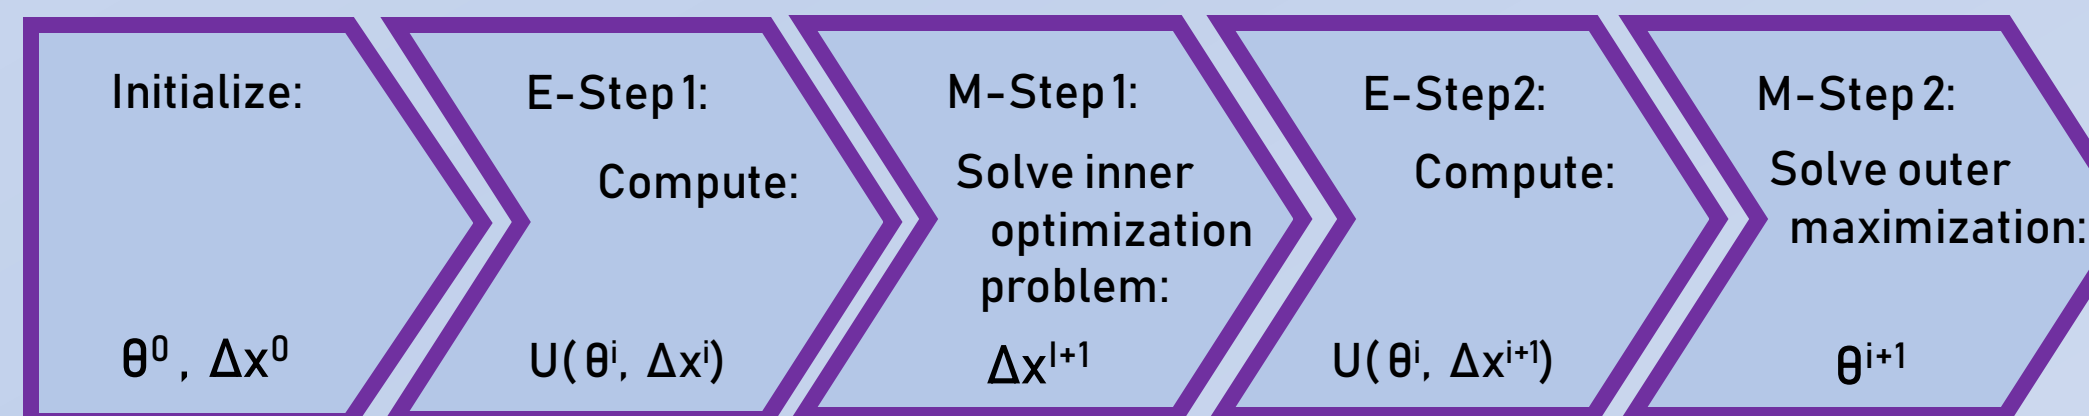 Initialize:
θ⁰ , Δx⁰
E-Step 1:
Compute:
U( θⁱ, Δxⁱ)
M-Step 1:
Solve inner
optimization
problem:
Δxᴵ⁺¹
E-Step2:
Compute:
U( θⁱ, Δxⁱ⁺¹)
M-Step 2:
Solve outer
maximization:
θⁱ⁺¹